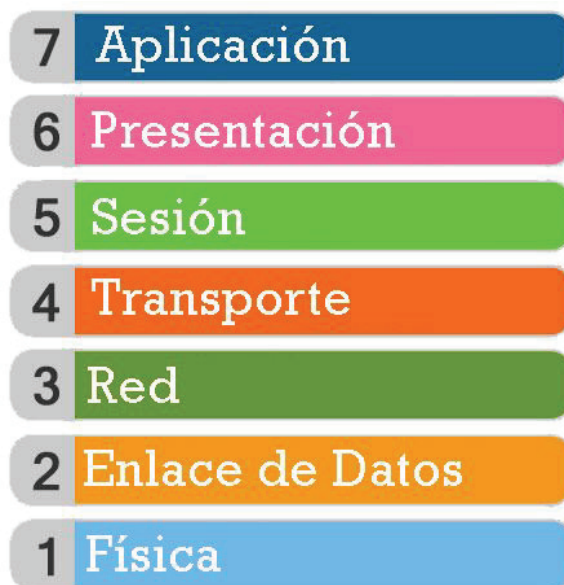 7 Aplicación
6 Presentación
5 Sesión
4 Transporte
3 Red
2 Enlace de Datos
1 Física